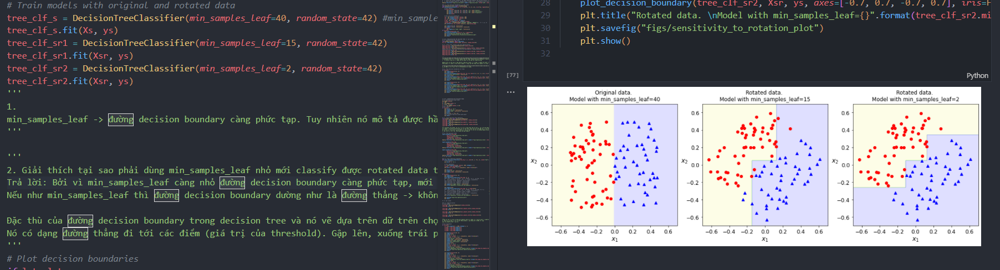 # Train models with original and rotated data
tree_clf_s = DecisionTreeClassifier(min_samples_leaf=40, random_state=42) #min_sample
tree_clf_s.fit(Xs, ys)
tree_clf_sr1 = DecisionTreeClassifier(min_samples_leaf=15, random_state=42)
tree_clf_sr1.fit(Xsr, ys)
tree_clf_sr2 = DecisionTreeClassifier(min_samples_leaf=2, random_state=42)
tree_clf_sr2.fit(Xsr, ys)
'''
1.
min_samples_leaf -> đường decision boundary càng phức tạp. Tuy nhiên nó mô tả được hà
'''
'''
2. Giải thích tại sao phải dùng min_samples_leaf nhỏ mới classify được rotated data t
Trả lời: Bởi vì min_samples_leaf càng nhỏ đường decision boundary càng phức tạp, mới
Nếu như min_samples_leaf thì đường decision boundary dường như là đường thẳng -> khôn
Đặc thù của đường decision boundary trong decision tree và nó vẽ dựa trên dữ trên chọ
Nó có dạng đường thẳng đi tới các điểm (giá trị của threshold). Gập lên, xuống trái p
'''
# Plot decision boundaries
28 plot_decision_boundary(tree_clf_sr2, Xsr, ys, axes=[-0.7, 0.7, -0.7, 0.7], iris=F
29 plt.title("Rotated data. \nModel with min_samples_leaf={}".format(tree_clf_sr2.mi
30 plt.savefig("figs/sensitivity_to_rotation_plot")
31 plt.show()
32
[77]
Python
Original data.
Model with min_samples_leaf=40
0.6
0.4
0.2
0.0
−0.2
−0.4
−0.6
x2
−0.6 −0.4 −0.2 0.0 0.2 0.4 0.6
x1
Rotated data.
Model with min_samples_leaf=15
0.6
0.4
0.2
0.0
−0.2
−0.4
−0.6
x2
−0.6 −0.4 −0.2 0.0 0.2 0.4 0.6
x1
Rotated data.
Model with min_samples_leaf=2
0.6
0.4
0.2
0.0
−0.2
−0.4
−0.6
x2
−0.6 −0.4 −0.2 0.0 0.2 0.4 0.6
x1